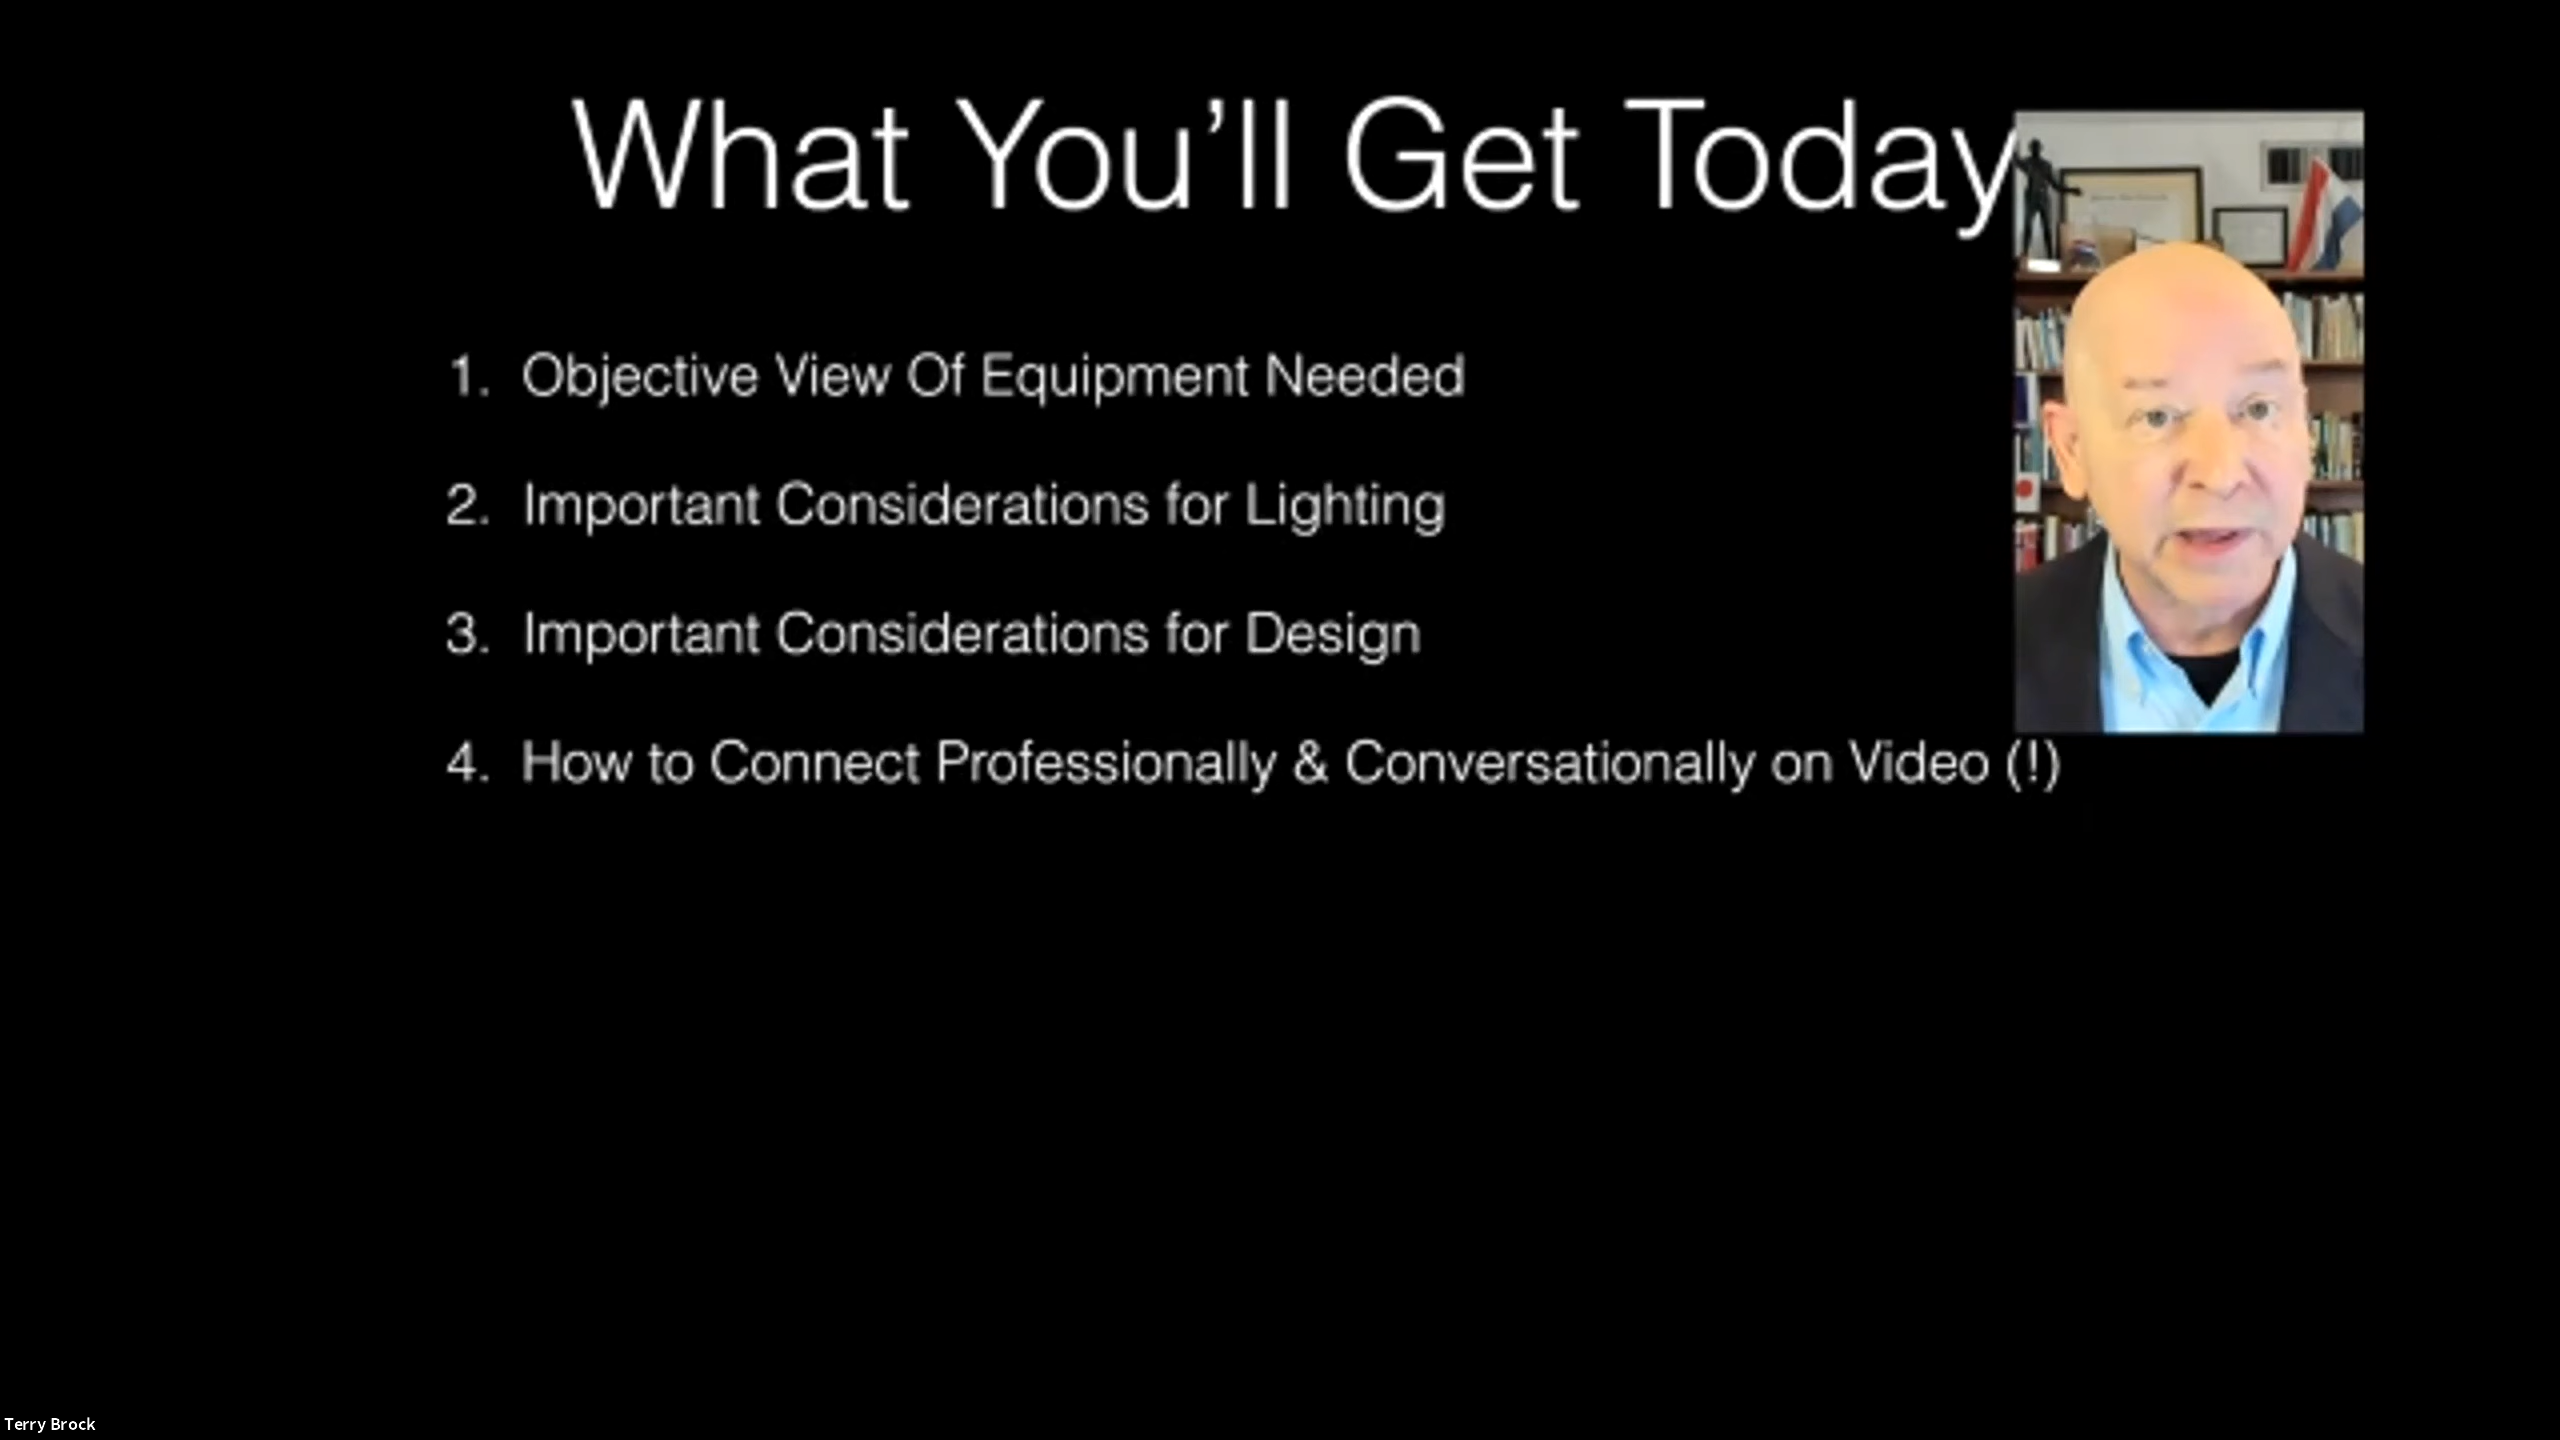 What You’ll Get Today
1. Objective View Of Equipment Needed
2. Important Considerations for Lighting
3. Important Considerations for Design
4. How to Connect Professionally & Conversationally on Video (!)
Terry Brock